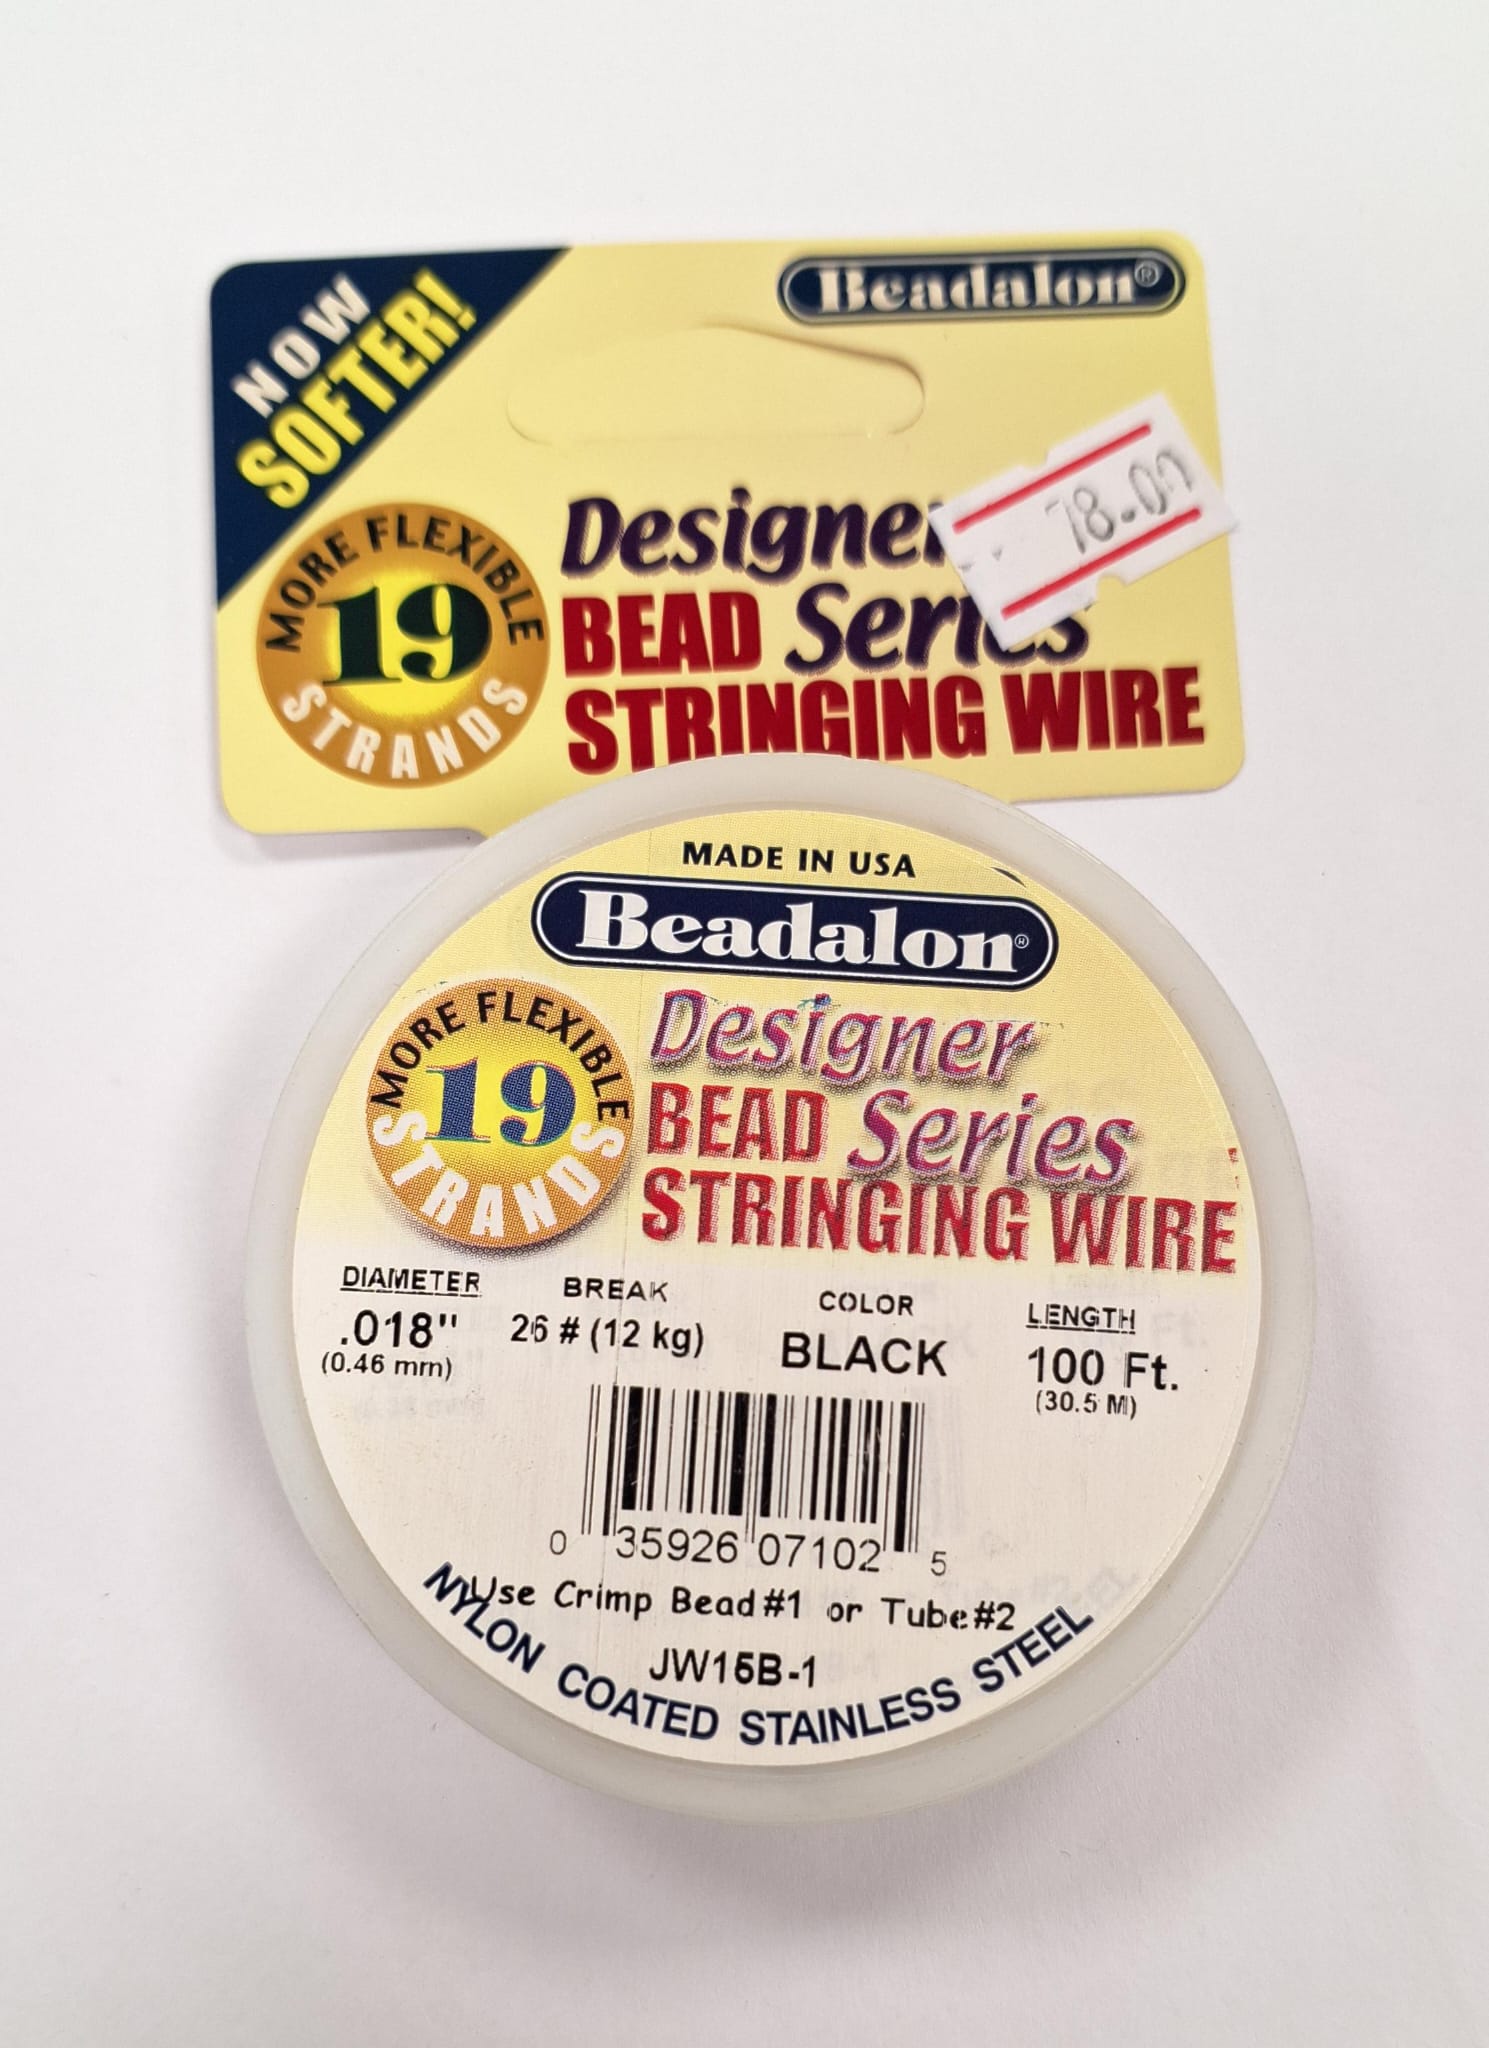 NOW
SOFTER!
Beadalon®
78.00
MORE FLEXIBLE
19
STRANDS
BEAD Series
STRINGING WIRE
MADE IN USA
Beadalon®
MORE FLEXIBLE
19
STRANDS
Designer
BEAD Series
STRINGING WIRE
DIAMETER
.018"
(0.46 mm)
BREAK
26 # (12 kg)
COLOR
BLACK
LENGTH
100 Ft.
(30.5 M)
0 35926 07102 5
Use Crimp Bead #1 or Tube #2
JW15B-1
NYLON COATED STAINLESS STEEL